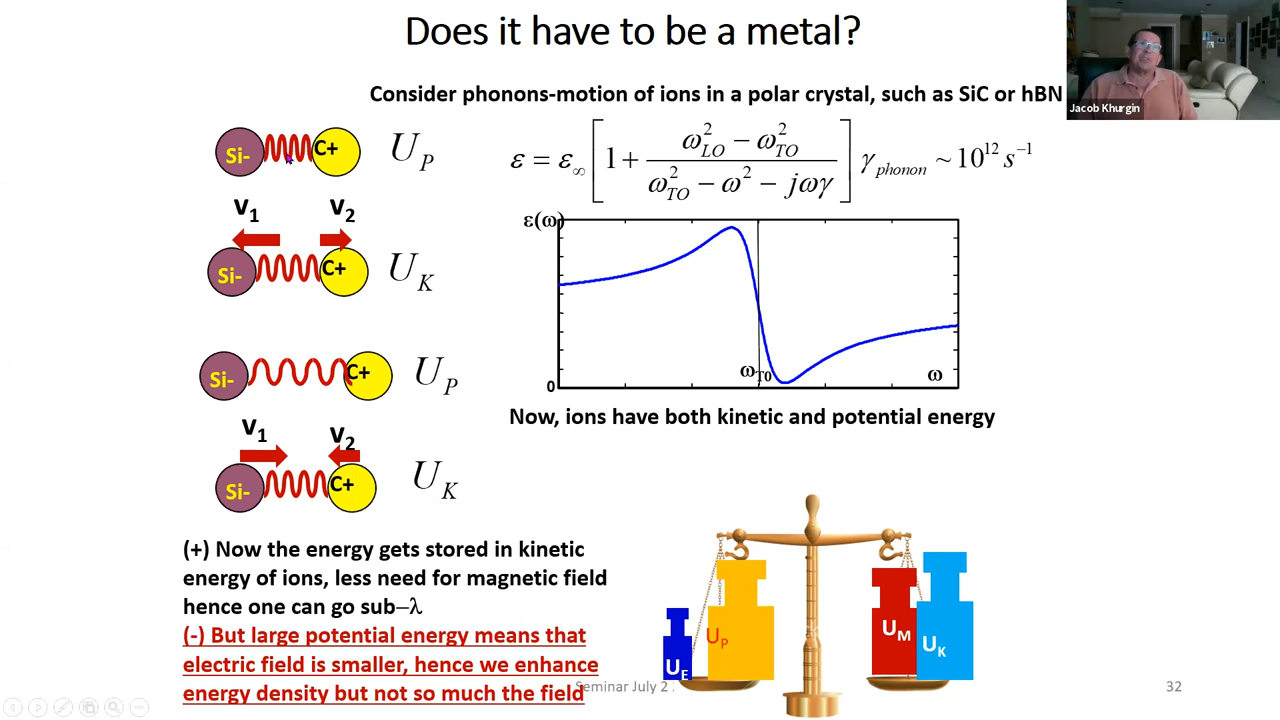 Does it have to be a metal?
Jacob Khurgin
Consider phonons-motion of ions in a polar crystal, such as SiC or hBN
Si- C+ U_P
v₁ v₂
Si- C+ U_K
Si- C+ U_P
v₁ v₂
Si- C+ U_K
ε = ε_∞ [ 1 + (ω²_LO − ω²_TO) / (ω²_TO − ω² − jωγ) ] γ_phonon ~ 10¹² s⁻¹
ε(ω)
0
ω_T0
ω
Now, ions have both kinetic and potential energy
(+) Now the energy gets stored in kinetic
energy of ions, less need for magnetic field
hence one can go sub−λ
(-) But large potential energy means that
electric field is smaller, hence we enhance
energy density but not so much the field
U_E U_P U_M U_K
Seminar July 2
32